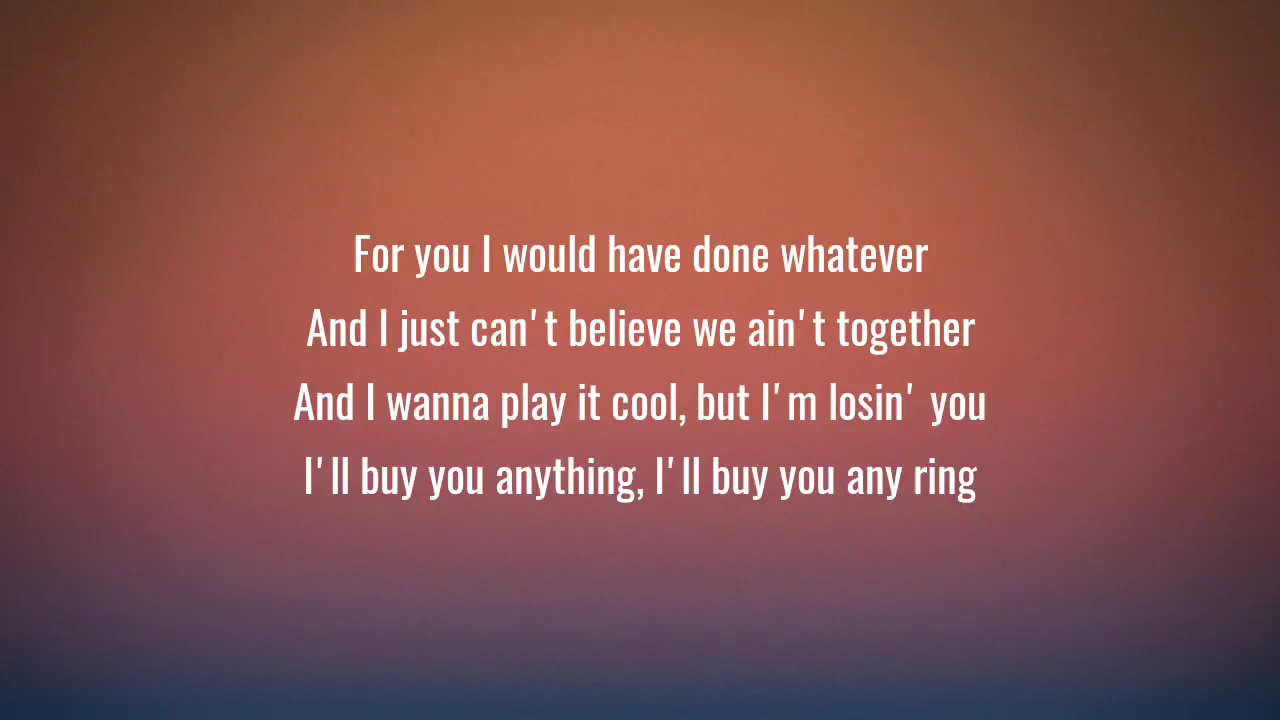 For you I would have done whatever
And I just can't believe we ain't together
And I wanna play it cool, but I'm losin' you
I'll buy you anything, I'll buy you any ring